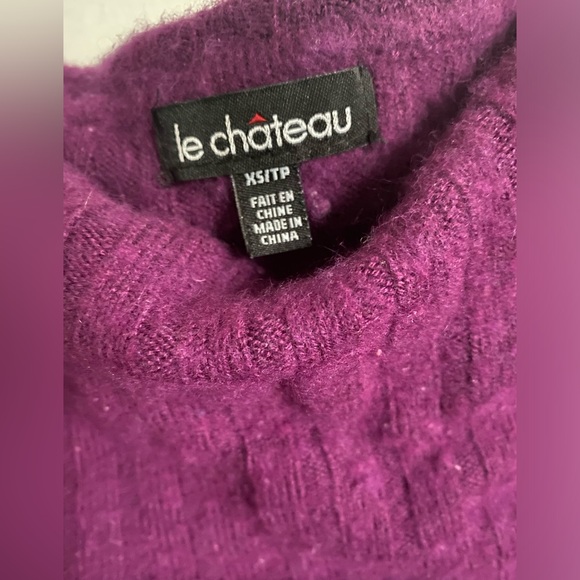 le château
XS/TP
FAIT EN
CHINE
MADE IN
CHINA